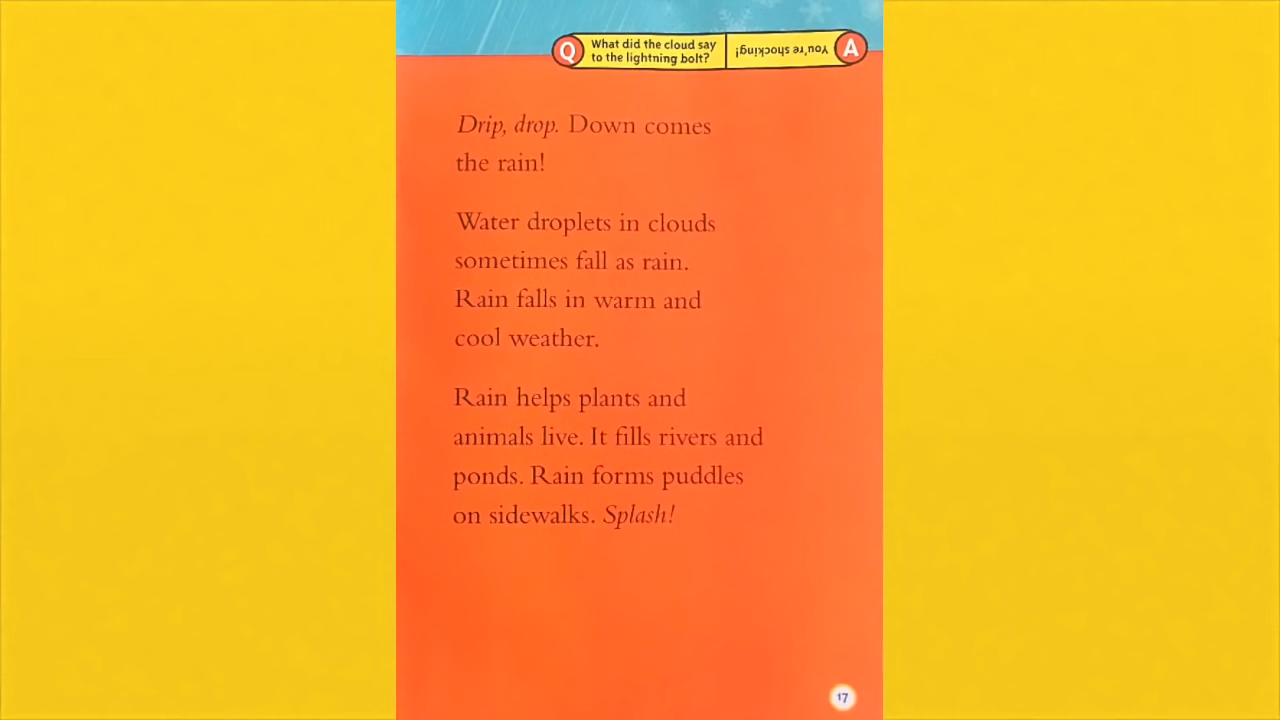 Q
What did the cloud say
to the lightning bolt?
You're shocking!
A
Drip, drop. Down comes
the rain!
Water droplets in clouds
sometimes fall as rain.
Rain falls in warm and
cool weather.
Rain helps plants and
animals live. It fills rivers and
ponds. Rain forms puddles
on sidewalks. Splash!
17